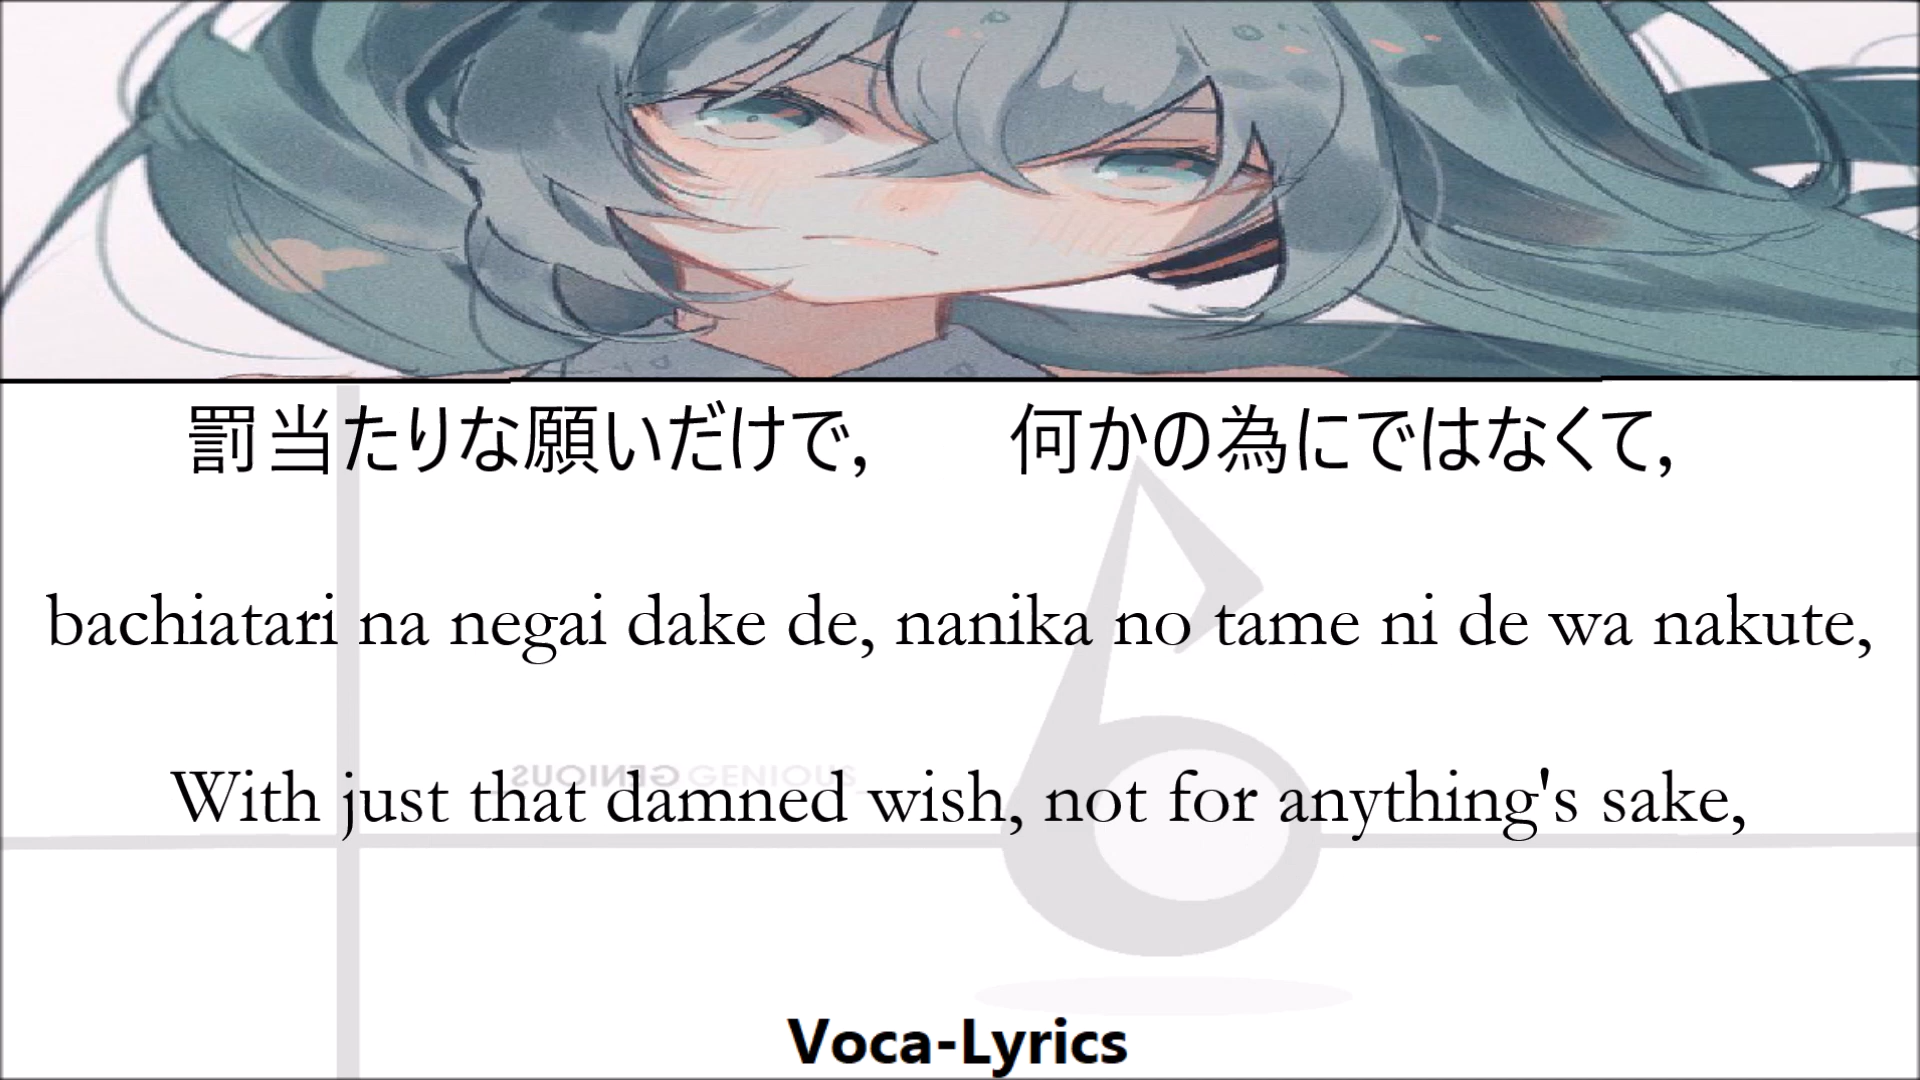 罰当たりな願いだけで, 何かの為にではなくて,
bachiatari na negai dake de, nanika no tame ni de wa nakute,
GENIOUS GENIOUS
With just that damned wish, not for anything's sake,
Voca-Lyrics